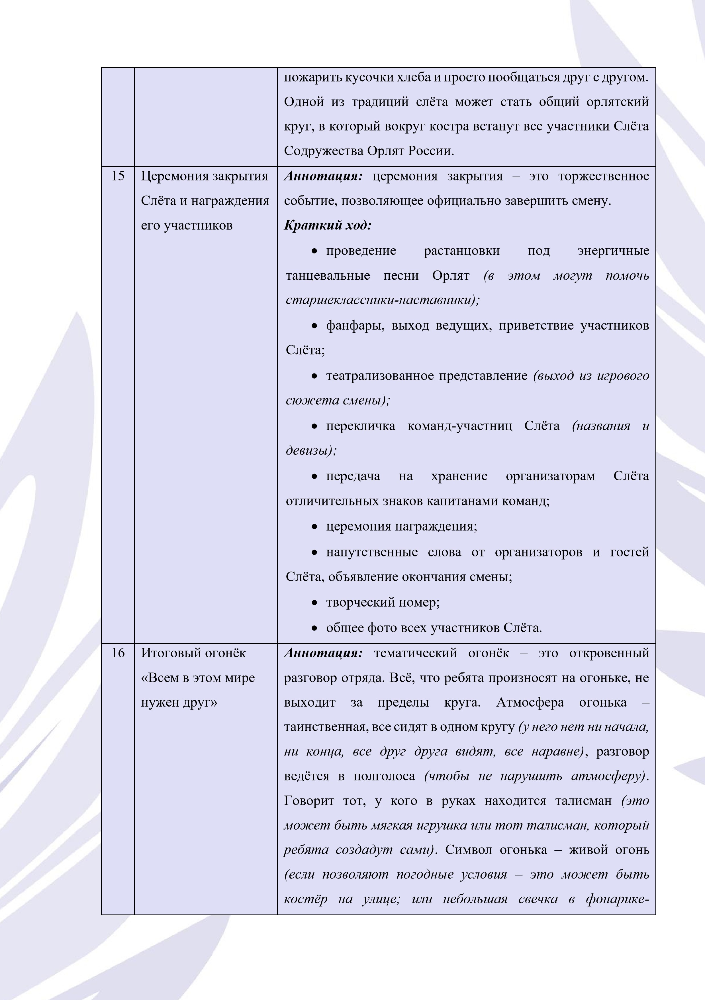 пожарить кусочки хлеба и просто пообщаться друг с другом.
Одной из традиций слёта может стать общий орлятский
круг, в который вокруг костра встанут все участники Слёта
Содружества Орлят России.
15
Церемония закрытия
Слёта и награждения
его участников
Аннотация: церемония закрытия – это торжественное
событие, позволяющее официально завершить смену.
Краткий ход:
• проведение растанцовки под энергичные
танцевальные песни Орлят (в этом могут помочь
старшеклассники-наставники);
• фанфары, выход ведущих, приветствие участников
Слёта;
• театрализованное представление (выход из игрового
сюжета смены);
• перекличка команд-участниц Слёта (названия и
девизы);
• передача на хранение организаторам Слёта
отличительных знаков капитанами команд;
• церемония награждения;
• напутственные слова от организаторов и гостей
Слёта, объявление окончания смены;
• творческий номер;
• общее фото всех участников Слёта.
16
Итоговый огонёк
«Всем в этом мире
нужен друг»
Аннотация: тематический огонёк – это откровенный
разговор отряда. Всё, что ребята произносят на огоньке, не
выходит за пределы круга. Атмосфера огонька –
таинственная, все сидят в одном кругу (у него нет ни начала,
ни конца, все друг друга видят, все наравне), разговор
ведётся в полголоса (чтобы не нарушить атмосферу).
Говорит тот, у кого в руках находится талисман (это
может быть мягкая игрушка или тот талисман, который
ребята создадут сами). Символ огонька – живой огонь
(если позволяют погодные условия – это может быть
костёр на улице; или небольшая свечка в фонарике-